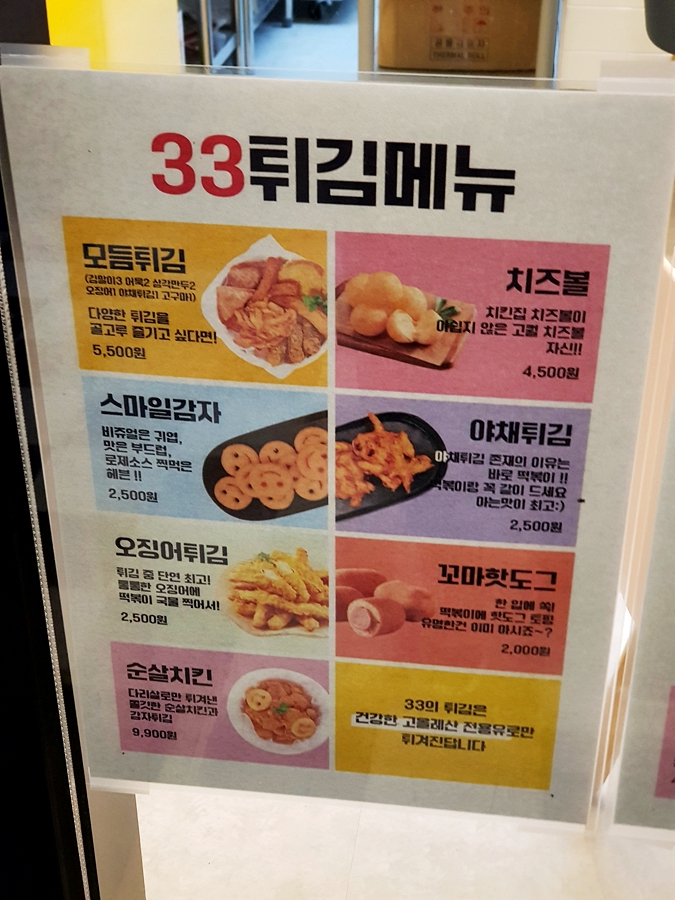 THERMAL ROLL
33튀김메뉴
모듬튀김
(김말이3 어묵2 삼각만두2
오징어1 야채튀김1 고구마1)
다양한 튀김을
골고루 즐기고 싶다면!
5,500원
치즈볼
치킨집 치즈볼이
아쉽지 않은 고퀄 치즈볼
자신!!
4,500원
스마일감자
비쥬얼은 귀엽,
맛은 부드럽,
로제소스 찍먹은
헤븐 !!
2,500원
야채튀김
야채튀김 존재의 이유는
바로 떡볶이 !!
떡볶이랑 꼭 같이 드세요
아는맛이 최고:)
2,500원
오징어튀김
튀김 중 단연 최고!
통통한 오징어에
떡볶이 국물 찍어서!
2,500원
꼬마핫도그
한 입에 쏙!
떡볶이에 핫도그 토핑
유명한건 이미 아시죠~?
2,000원
순살치킨
다리살로만 튀겨낸
쫄깃한 순살치킨과
감자튀김
9,900원
33의 튀김은
건강한 고올레산 전용유로만
튀겨진답니다